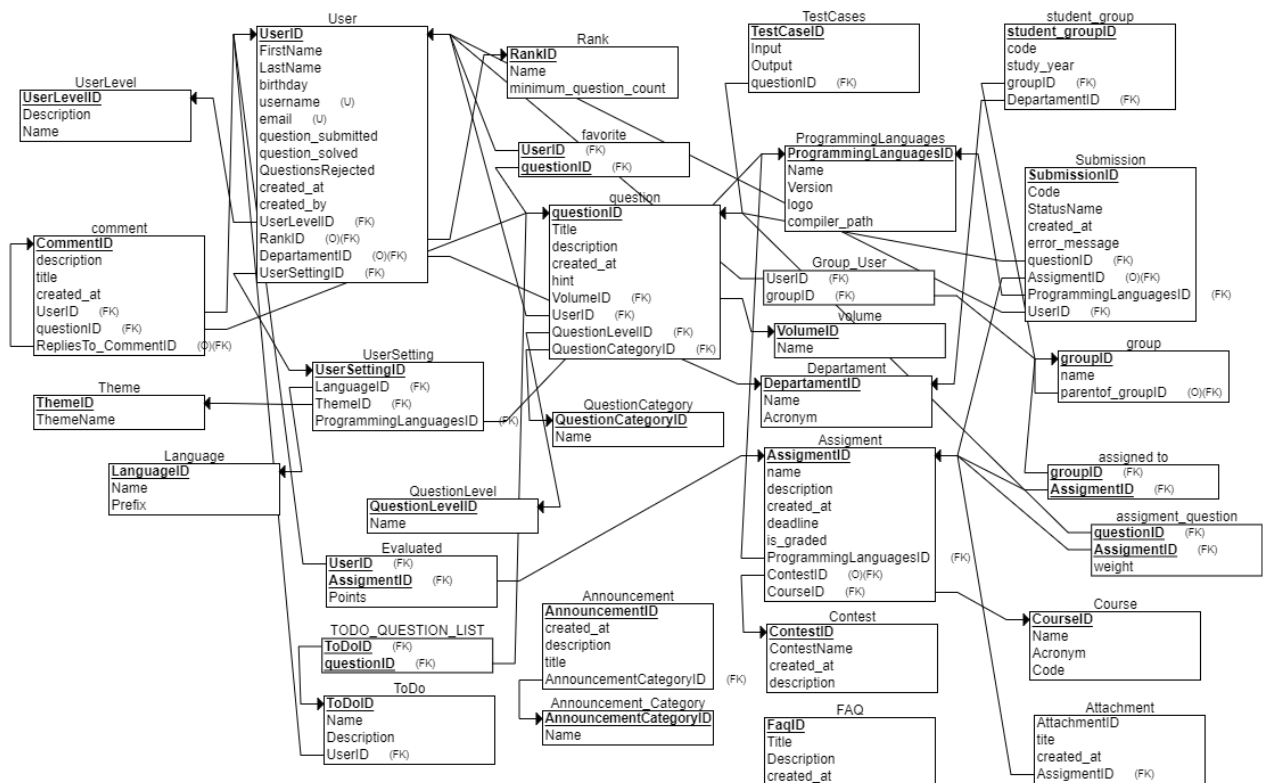 User
UserID
FirstName
LastName
birthday
username (U)
email (U)
question_submitted
question_solved
QuestionsRejected
created_at
created_by
UserLevelID (FK)
RankID (O)(FK)
DepartamentID (O)(FK)
UserSettingID (FK)
Rank
RankID
Name
minimum_question_count
TestCases
TestCaseID
Input
Output
questionID (FK)
student_group
student_groupID
code
study_year
groupID (FK)
DepartamentID (FK)
UserLevel
UserLevelID
Description
Name
favorite
UserID (FK)
questionID (FK)
ProgrammingLanguages
ProgrammingLanguagesID
Name
Version
logo
compiler_path
Submission
SubmissionID
Code
StatusName
created_at
error_message
questionID (FK)
AssigmentID (O)(FK)
ProgrammingLanguagesID (FK)
UserID (FK)
comment
CommentID
description
title
created_at
UserID (FK)
questionID (FK)
RepliesTo_CommentID (O)(FK)
question
questionID
Title
description
created_at
hint
VolumeID (FK)
UserID (FK)
QuestionLevelID (FK)
QuestionCategoryID (FK)
Group_User
UserID (FK)
groupID (FK)
volume
VolumeID
Name
group
groupID
name
parentof_groupID (O)(FK)
UserSetting
UserSettingID
LanguageID (FK)
ThemeID (FK)
ProgrammingLanguagesID (FK)
Departament
DepartamentID
Name
Acronym
Theme
ThemeID
ThemeName
QuestionCategory
QuestionCategoryID
Name
Assigment
AssigmentID
name
description
created_at
deadline
is_graded
ProgrammingLanguagesID (FK)
ContestID (O)(FK)
CourseID (FK)
assigned to
groupID (FK)
AssigmentID (FK)
Language
LanguageID
Name
Prefix
QuestionLevel
QuestionLevelID
Name
assigment_question
questionID (FK)
AssigmentID (FK)
weight
Evaluated
UserID (FK)
AssigmentID (FK)
Points
Announcement
AnnouncementID
created_at
description
title
AnnouncementCategoryID (FK)
Contest
ContestID
ContestName
created_at
description
Course
CourseID
Name
Acronym
Code
TODO_QUESTION_LIST
ToDoID (FK)
questionID (FK)
ToDo
ToDoID
Name
Description
UserID (FK)
Announcement_Category
AnnouncementCategoryID
Name
FAQ
FaqID
Title
Description
created_at
Attachment
AttachmentID
tite
created_at
AssigmentID (FK)